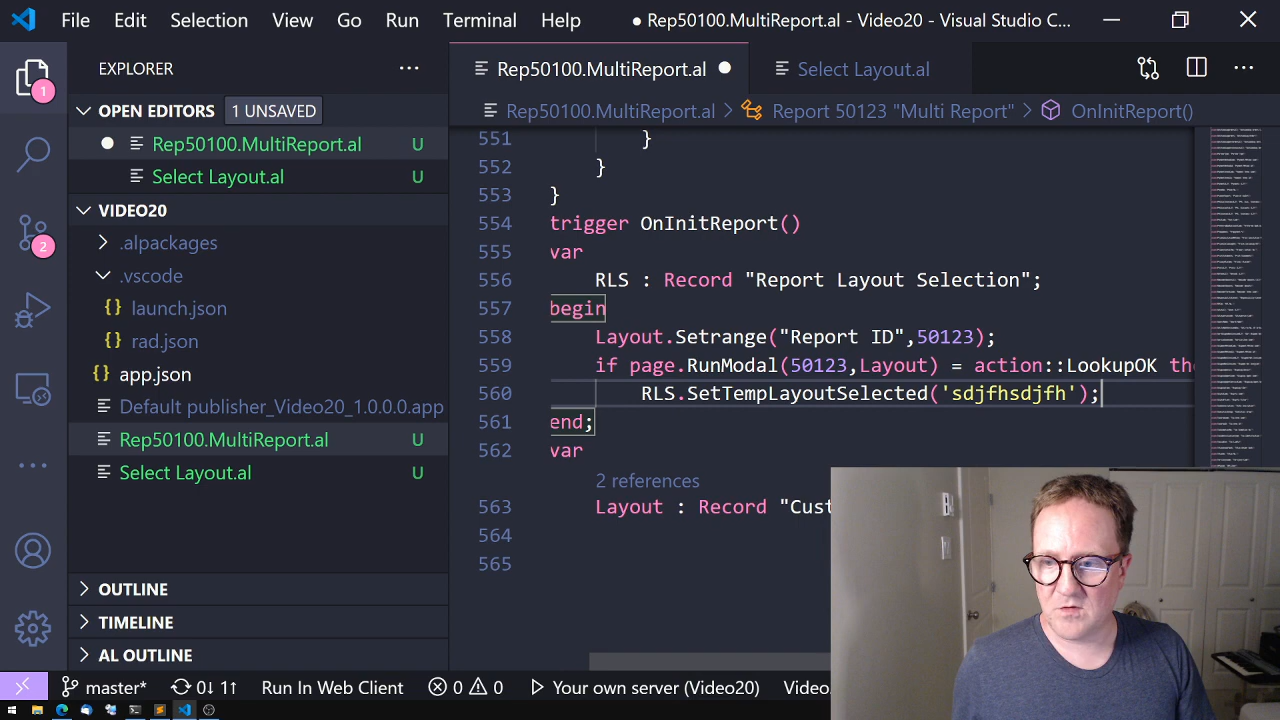 File Edit Selection View Go Run Terminal Help
● Rep50100.MultiReport.al - Video20 - Visual Studio C...
EXPLORER
OPEN EDITORS 1 UNSAVED
Rep50100.MultiReport.al U
Select Layout.al U
VIDEO20
.alpackages
.vscode
{} launch.json
{} rad.json
{} app.json
Default publisher_Video20_1.0.0.0.app
Rep50100.MultiReport.al U
Select Layout.al U
OUTLINE
TIMELINE
AL OUTLINE
1
2
Rep50100.MultiReport.al
Select Layout.al
Rep50100.MultiReport.al > Report 50123 "Multi Report" > OnInitReport()
551 }
552 }
553 }
554 trigger OnInitReport()
555 var
556 RLS : Record "Report Layout Selction";
557 begin
558 Layout.Setrange("Report ID",50123);
559 if page.RunModal(50123,Layout) = action::LookupOK the
560 RLS.SetTempLayoutSelected('sdjfhsdjfh');
561 end;
562 var
2 references
563 Layout : Record "Cust
564
565
master* 0↓ 1↑ Run In Web Client 0 0 Your own server (Video20) Video.